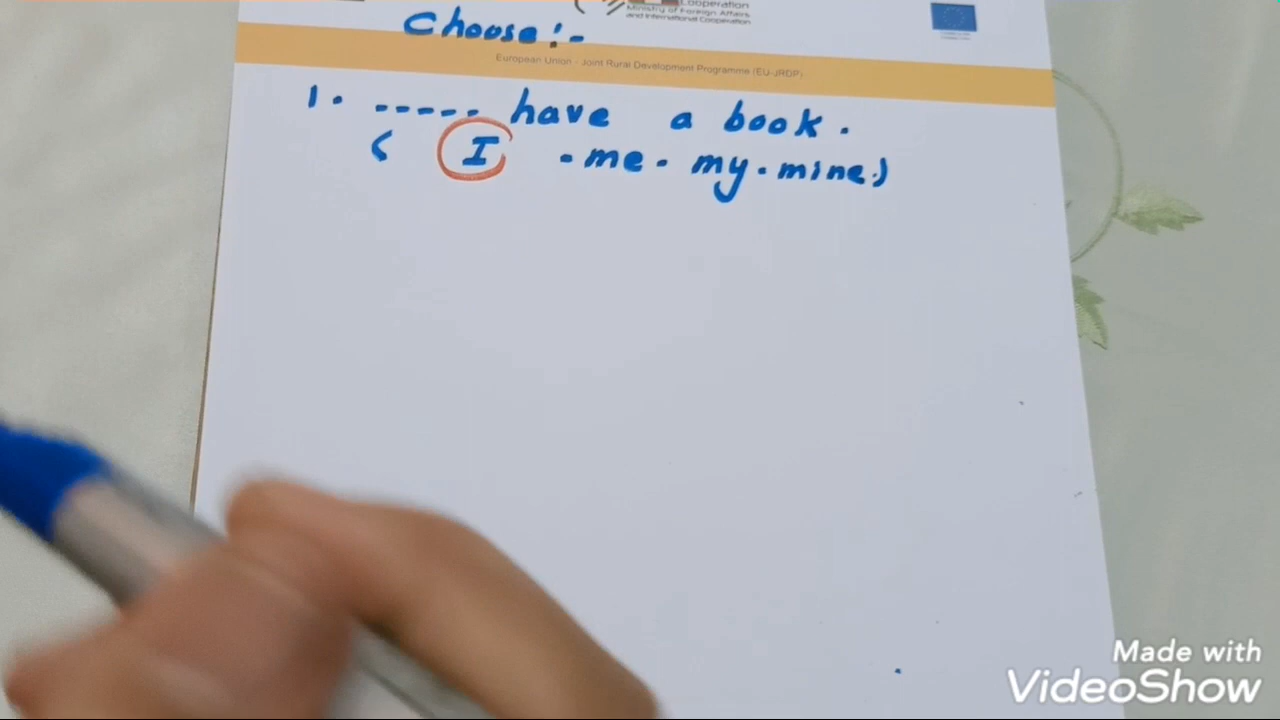 Cooperation
Ministry of Foreign Affairs
and International Cooperation
Choose:-
European Union - Joint Rural Development Programme (EU-JRDP)
1. ----- have a book.
( I - me - my - mine.)
Made with
VideoShow